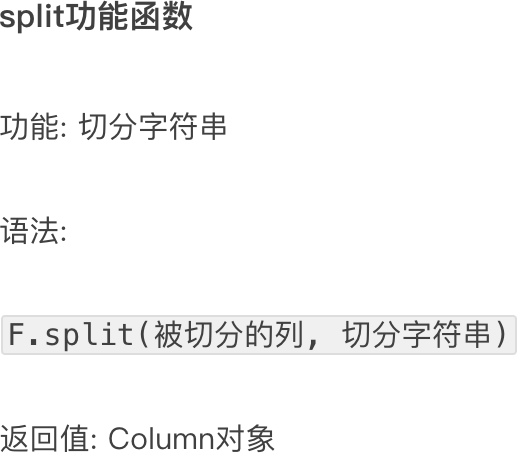 split功能函数
功能: 切分字符串
语法:
F.split(被切分的列, 切分字符串)
返回值: Column对象